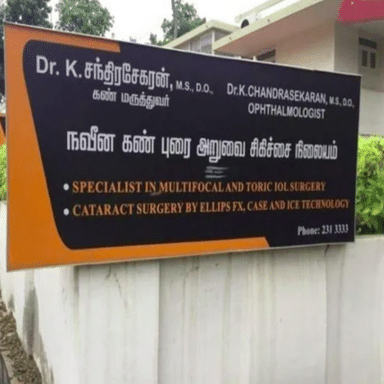 Dr. K. சந்திரசேகரன், M.S., D.O.,
கண் மருத்துவர்
Dr.K.CHANDRASEKARAN, M.S., D.O.,
OPHTHALMOLOGIST
நவீன கண் புரை அறுவை சிகிச்சை நிலையம்
• SPECIALIST IN MULTIFOCAL AND TORIC IOL SURGERY
• CATARACT SURGERY BY ELLIPS FX, CASE AND ICE TECHNOLOGY
Phone: 231 3333